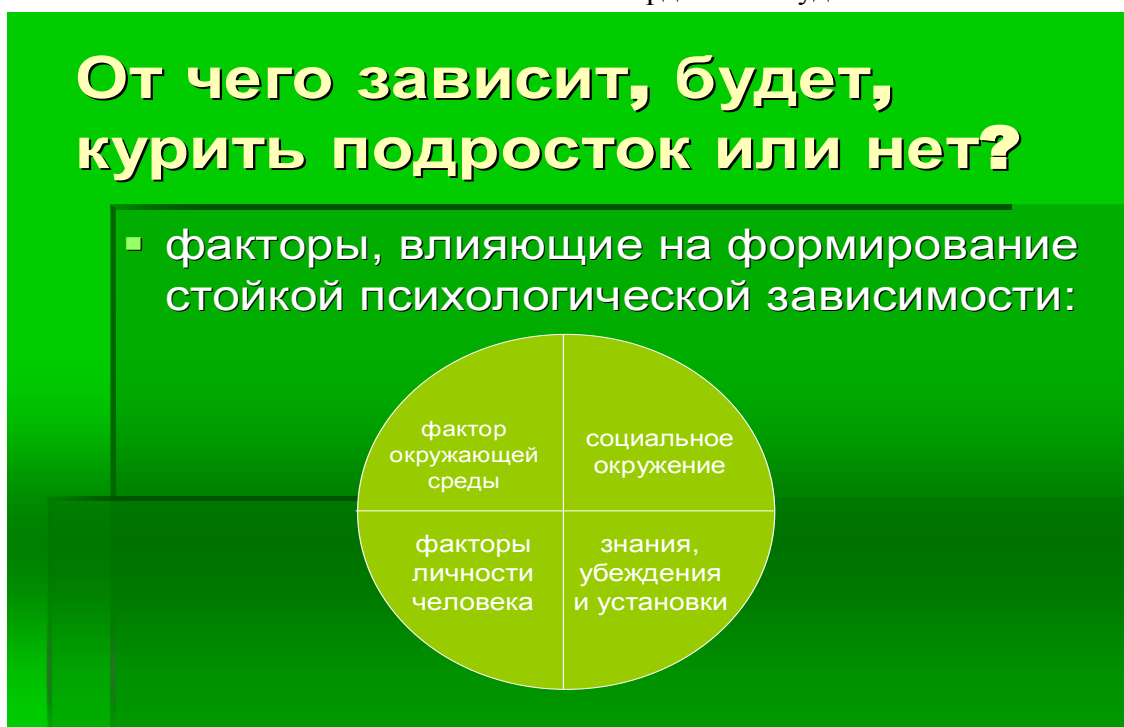 От чего зависит, будет,
курить подросток или нет?
факторы, влияющие на формирование
стойкой психологической зависимости:
фактор
окружающей
среды
социальное
окружение
факторы
личности
человека
знания,
убеждения
и установки